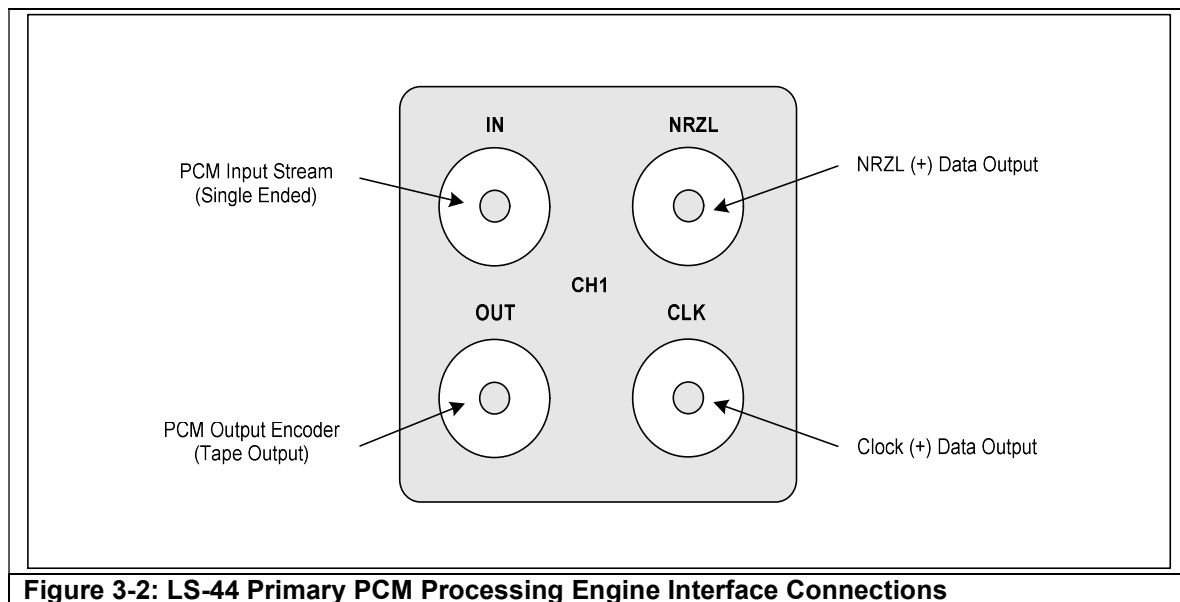 IN
NRZL
PCM Input Stream
(Single Ended)
NRZL (+) Data Output
CH1
OUT
CLK
PCM Output Encoder
(Tape Output)
Clock (+) Data Output
Figure 3-2: LS-44 Primary PCM Processing Engine Interface Connections